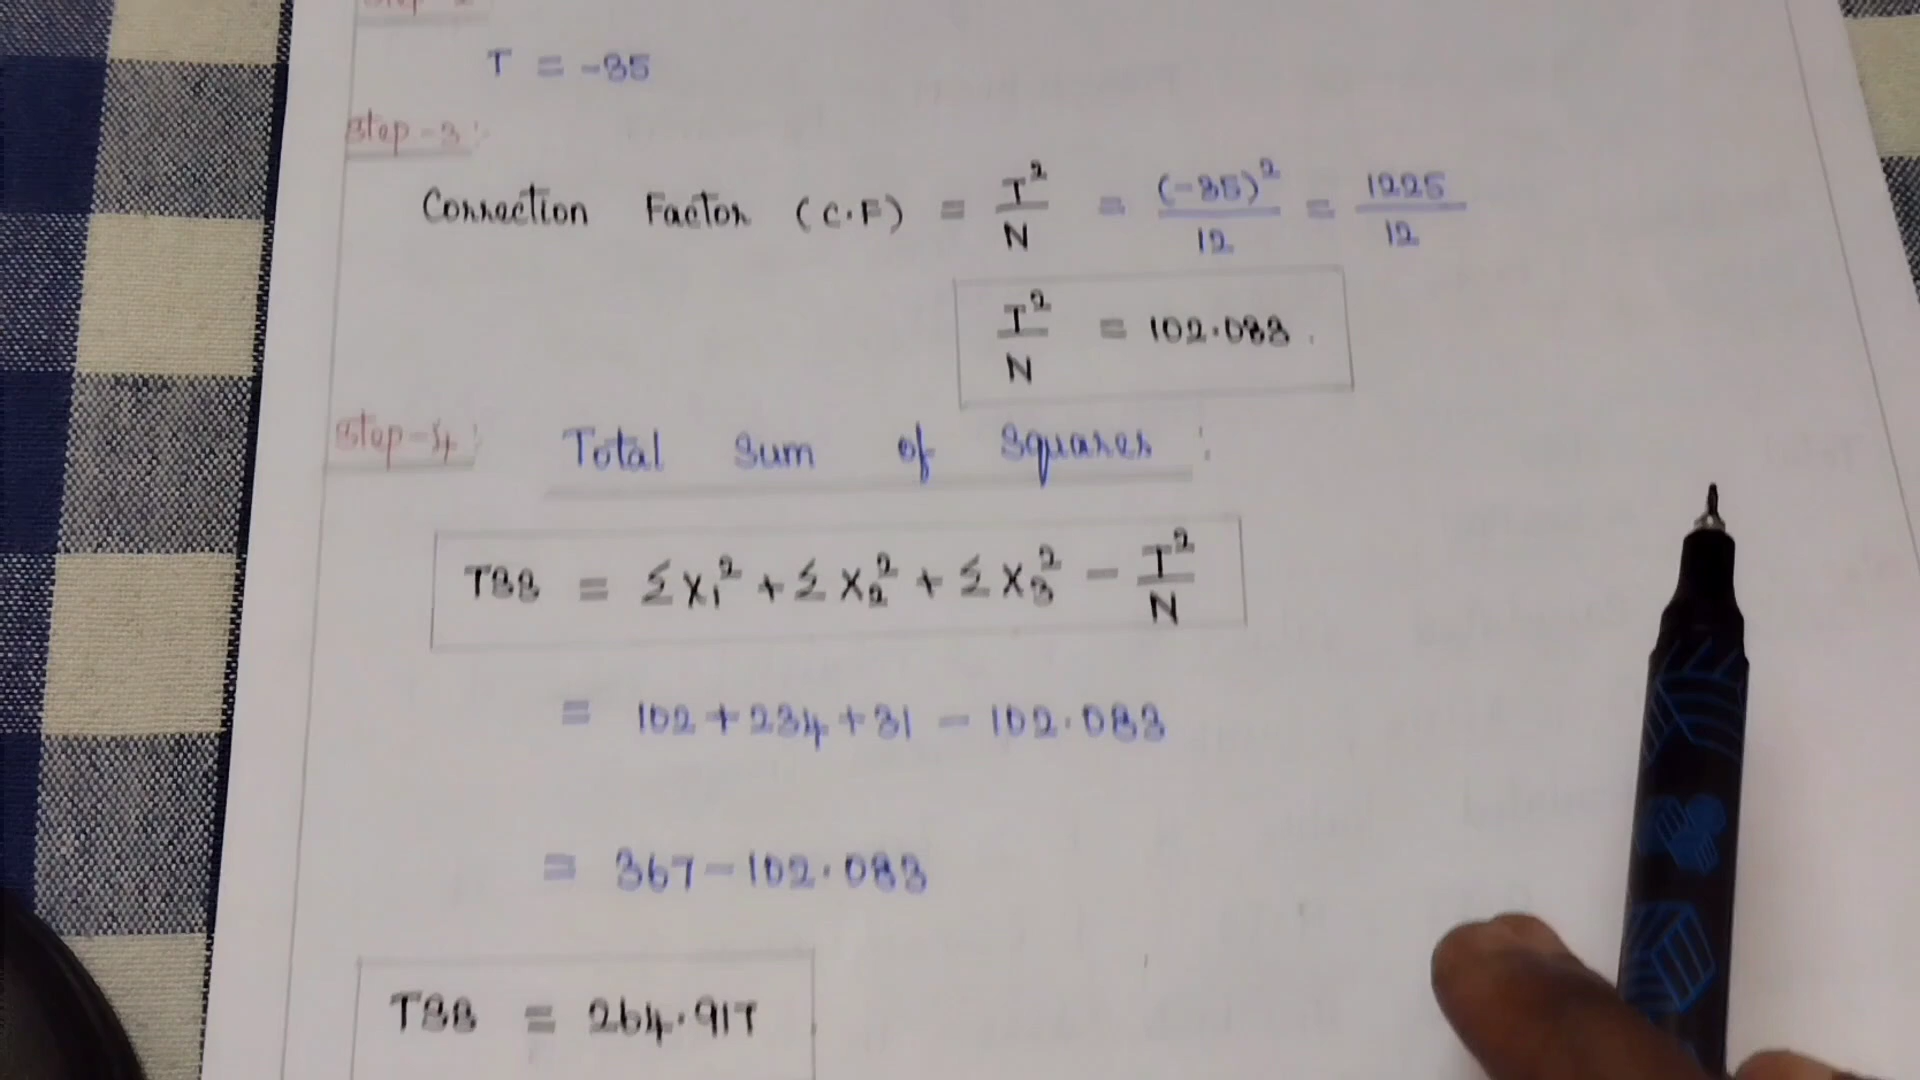 T = -35
Step-3:
Correction Factor (C.F) = T²/N = (-35)²/12 = 1225/12
T²/N = 102.083.
Step-4: Total Sum of Squares:
TSS = Σx₁² + Σx₂² + Σx₃² - T²/N
= 102+234+31 - 102.083
= 367-102.083
TSS = 264.917